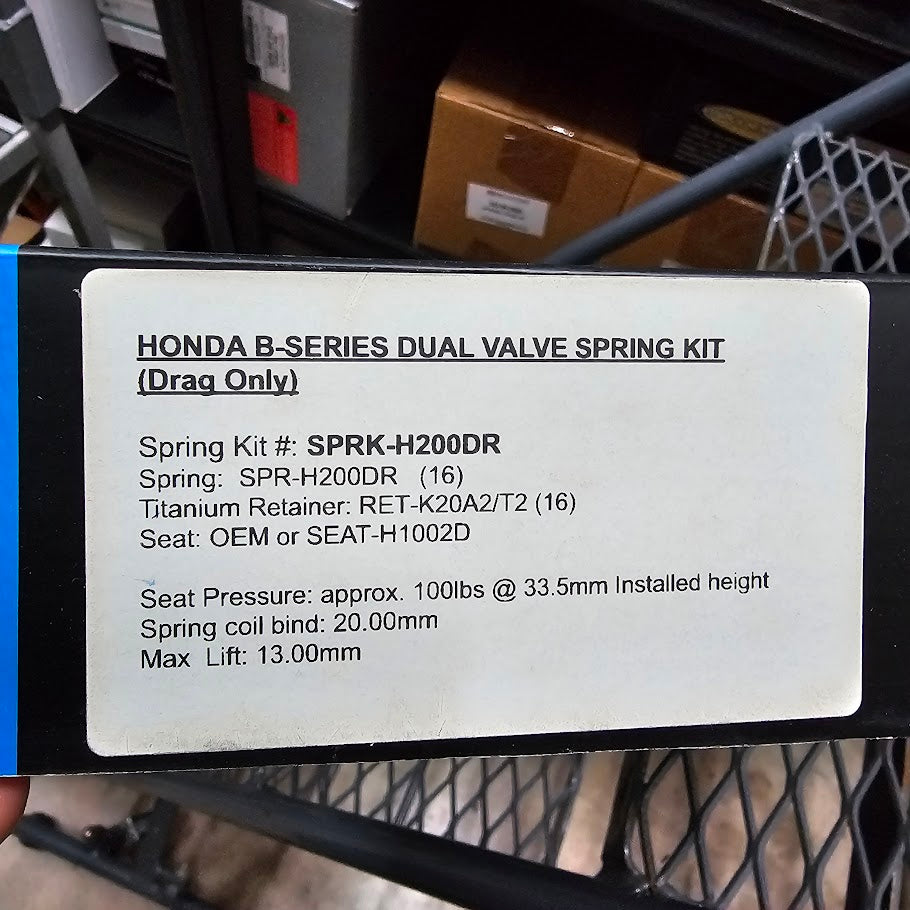 HONDA B-SERIES DUAL VALVE SPRING KIT
(Drag Only)
Spring Kit #: SPRK-H200DR
Spring: SPR-H200DR (16)
Titanium Retainer: RET-K20A2/T2 (16)
Seat: OEM or SEAT-H1002D
Seat Pressure: approx. 100lbs @ 33.5mm Installed height
Spring coil bind: 20.00mm
Max Lift: 13.00mm